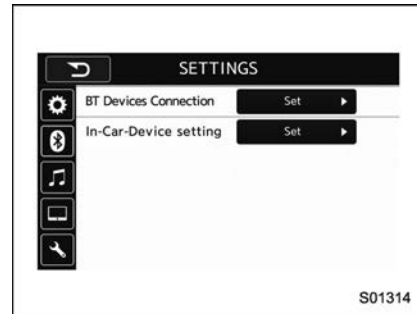 SETTINGS
BT Devices Connection Set
In-Car-Device setting Set
S01314